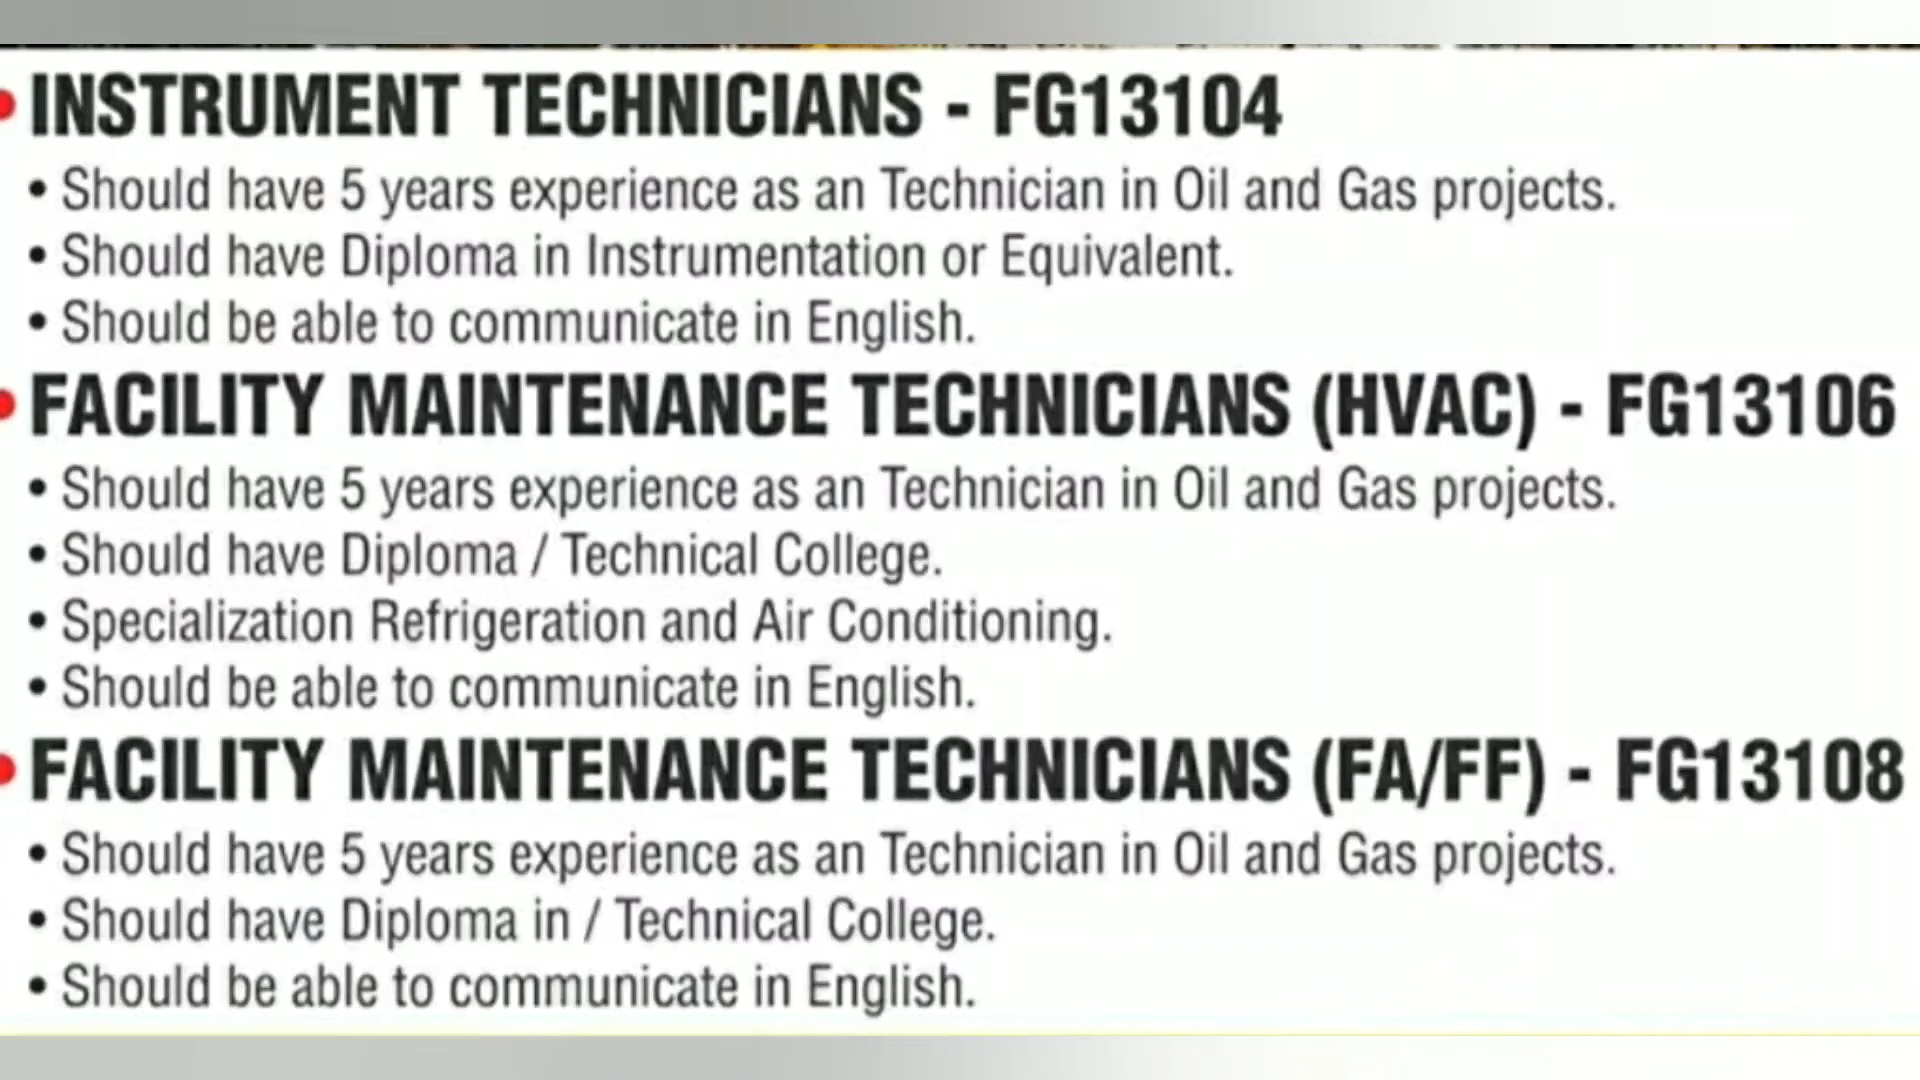 • INSTRUMENT TECHNICIANS - FG13104
• Should have 5 years experience as an Technician in Oil and Gas projects.
• Should have Diploma in Instrumentation or Equivalent.
• Should be able to communicate in English.
• FACILITY MAINTENANCE TECHNICIANS (HVAC) - FG13106
• Should have 5 years experience as an Technician in Oil and Gas projects.
• Should have Diploma / Technical College.
• Specialization Refrigeration and Air Conditioning.
• Should be able to communicate in English.
• FACILITY MAINTENANCE TECHNICIANS (FA/FF) - FG13108
• Should have 5 years experience as an Technician in Oil and Gas projects.
• Should have Diploma in / Technical College.
• Should be able to communicate in English.